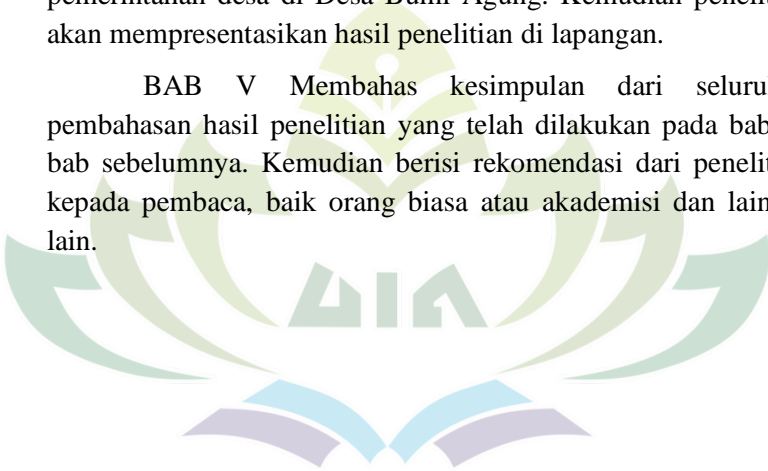 pemerintahan desa di Desa Bumi Agung. Kemudian penelit
akan mempresentasikan hasil penelitian di lapangan.
BAB V Membahas kesimpulan dari seluru
pembahasan hasil penelitian yang telah dilakukan pada bab
bab sebelumnya. Kemudian berisi rekomendasi dari penelit
kepada pembaca, baik orang biasa atau akademisi dan lain
lain.
UIN